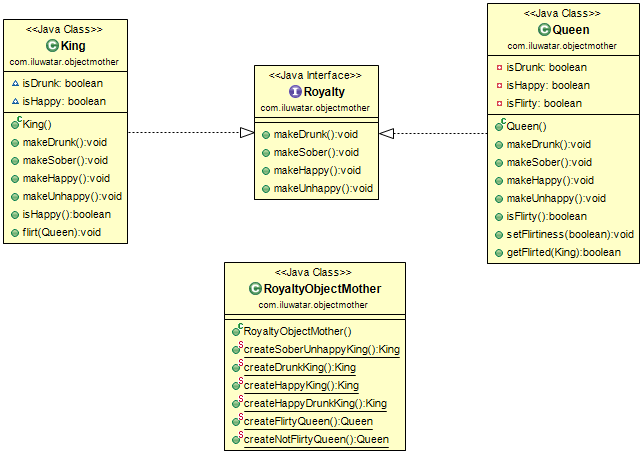 <<Java Class>>
King
com.iluwatar.objectmother
isDrunk: boolean
isHappy: boolean
King()
makeDrunk():void
makeSober():void
makeHappy():void
makeUnhappy():void
isHappy():boolean
flirt(Queen):void
<<Java Interface>>
Royalty
com.iluwatar.objectmother
makeDrunk():void
makeSober():void
makeHappy():void
makeUnhappy():void
<<Java Class>>
Queen
com.iluwatar.objectmother
isDrunk: boolean
isHappy: boolean
isFlirty: boolean
Queen()
makeDrunk():void
makeSober():void
makeHappy():void
makeUnhappy():void
isFlirty():boolean
setFlirtiness(boolean):void
getFlirted(King):boolean
<<Java Class>>
RoyaltyObjectMother
com.iluwatar.objectmother
RoyaltyObjectMother()
createSoberUnhappyKing():King
createDrunkKing():King
createHappyKing():King
createHappyDrunkKing():King
createFlirtyQueen():Queen
createNotFlirtyQueen():Queen